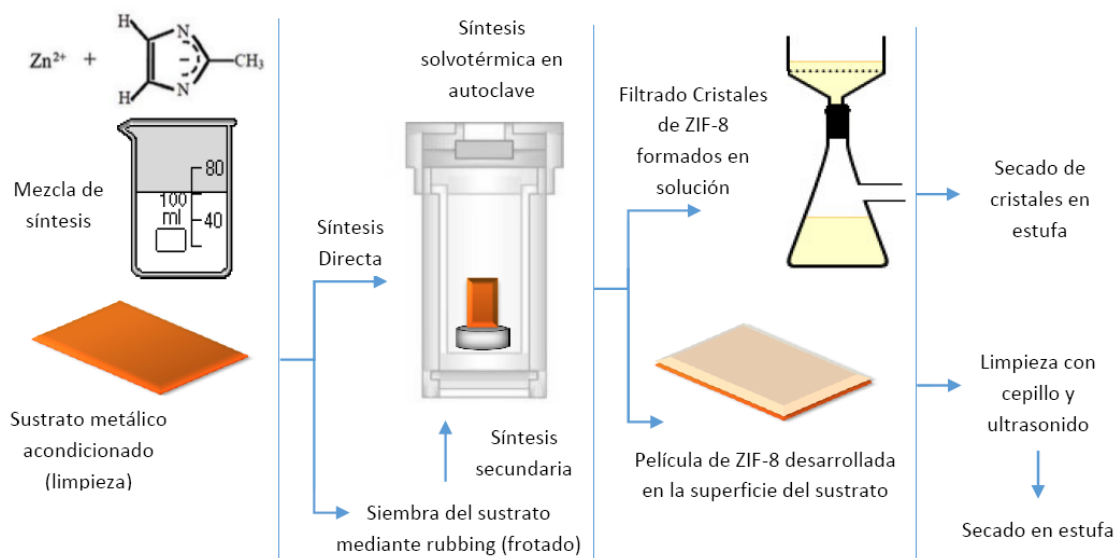 Zn²⁺ +
H
N
CH₃
N
H
Mezcla de
síntesis
80
100
ml
40
Sustrato metálico
acondicionado
(limpieza)
Síntesis
Directa
Síntesis
solvotérmica en
autoclave
Síntesis
secundaria
Siembra del sustrato
mediante rubbing (frotado)
Filtrado Cristales
de ZIF-8
formados en
solución
Película de ZIF-8 desarrollada
en la superficie del sustrato
Secado de
cristales en
estufa
Limpieza con
cepillo y
ultrasonido
Secado en estufa